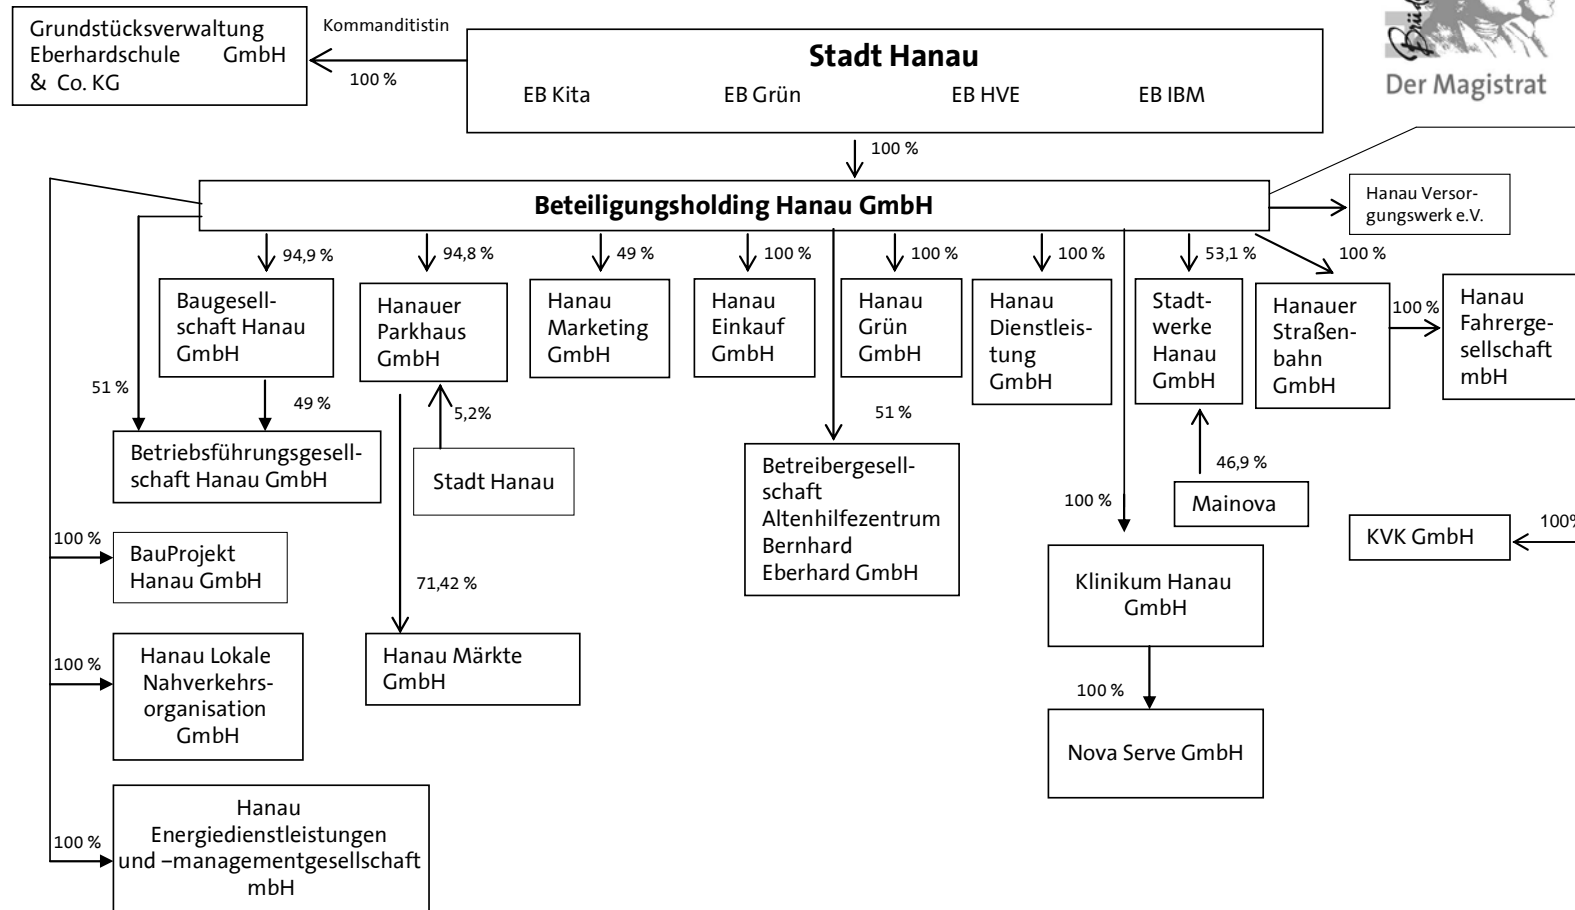 Grundstücksverwaltung
Eberhardschule GmbH
& Co. KG
Kommanditistin
100 %
Stadt Hanau
EB Kita EB Grün EB HVE EB IBM
Der Magistrat
100 %
Beteiligungsholding Hanau GmbH
Hanau Versor-
gungswerk e.V.
94,9 %
94,8 %
49 %
100 %
100 %
100 %
53,1 %
100 %
Baugesell-
schaft Hanau
GmbH
Hanauer
Parkhaus
GmbH
Hanau
Marketing
GmbH
Hanau
Einkauf
GmbH
Hanau
Grün
GmbH
Hanau
Dienstleis-
tung
GmbH
Stadt-
werke
Hanau
GmbH
Hanauer
Straßen-
bahn
GmbH
100 %
Hanau
Fahrerge-
sellschaft
mbH
51 %
49 %
5,2%
51 %
Betriebsführungsgesell-
schaft Hanau GmbH
Stadt Hanau
Betreibergesell-
schaft
Altenhilfezentrum
Bernhard
Eberhard GmbH
46,9 %
Mainova
100 %
KVK GmbH
100%
100 %
BauProjekt
Hanau GmbH
71,42 %
Klinikum Hanau
GmbH
100 %
Hanau Lokale
Nahverkehrs-
organisation
GmbH
Hanau Märkte
GmbH
100 %
Nova Serve GmbH
100 %
Hanau
Energiedienstleistungen
und –managementgesellschaft
mbH